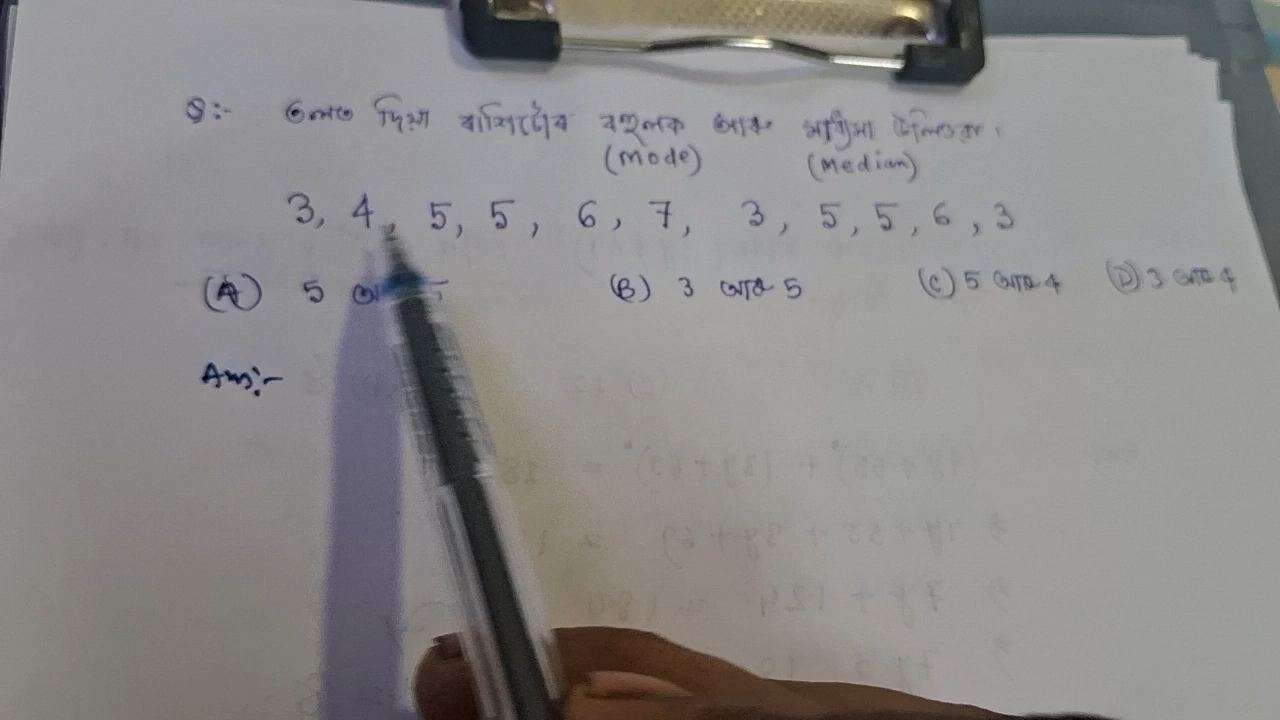 Q:- তলত দিয়া ৰাশিটোৰ বহুলক আৰু মধ্যমা উলিওৱা।
(mode) (Median)
3, 4, 5, 5, 6, 7, 3, 5, 5, 6, 3
(A) 5 (B) 3 আৰু 5 (C) 5 আৰু 4 (D) 3 আৰু 4
Ans:-